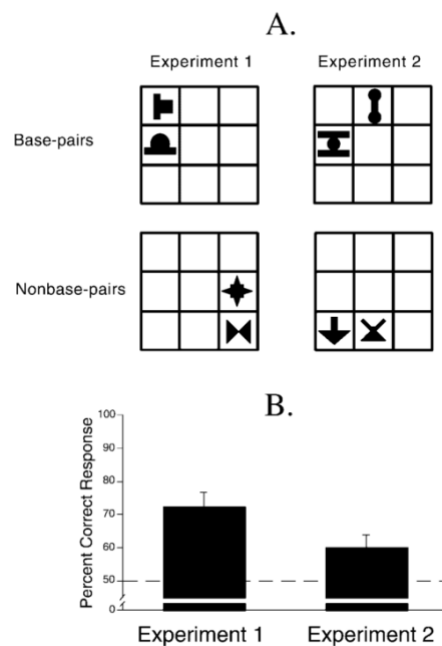 A.
Experiment 1
Experiment 2
Base-pairs
Nonbase-pairs
B.
Percent Correct Response
100
90
80
70
60
50
0
Experiment 1
Experiment 2